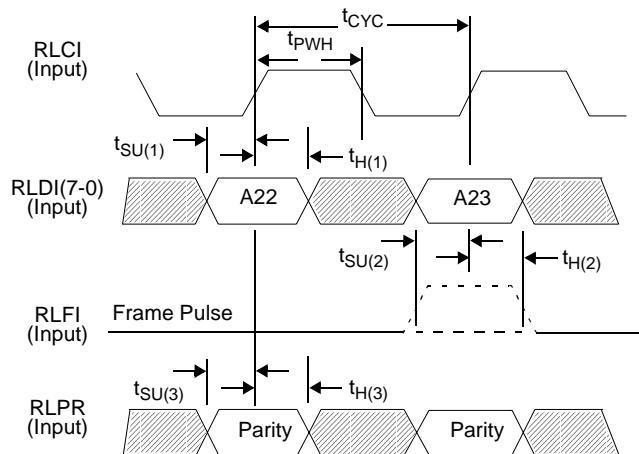 tCYC
tPWH
RLCI
(Input)
tSU(1)
tH(1)
RLDI(7-0)
(Input)
A22
A23
tSU(2)
tH(2)
RLFI
(Input)
Frame Pulse
tSU(3)
tH(3)
RLPR
(Input)
Parity
Parity